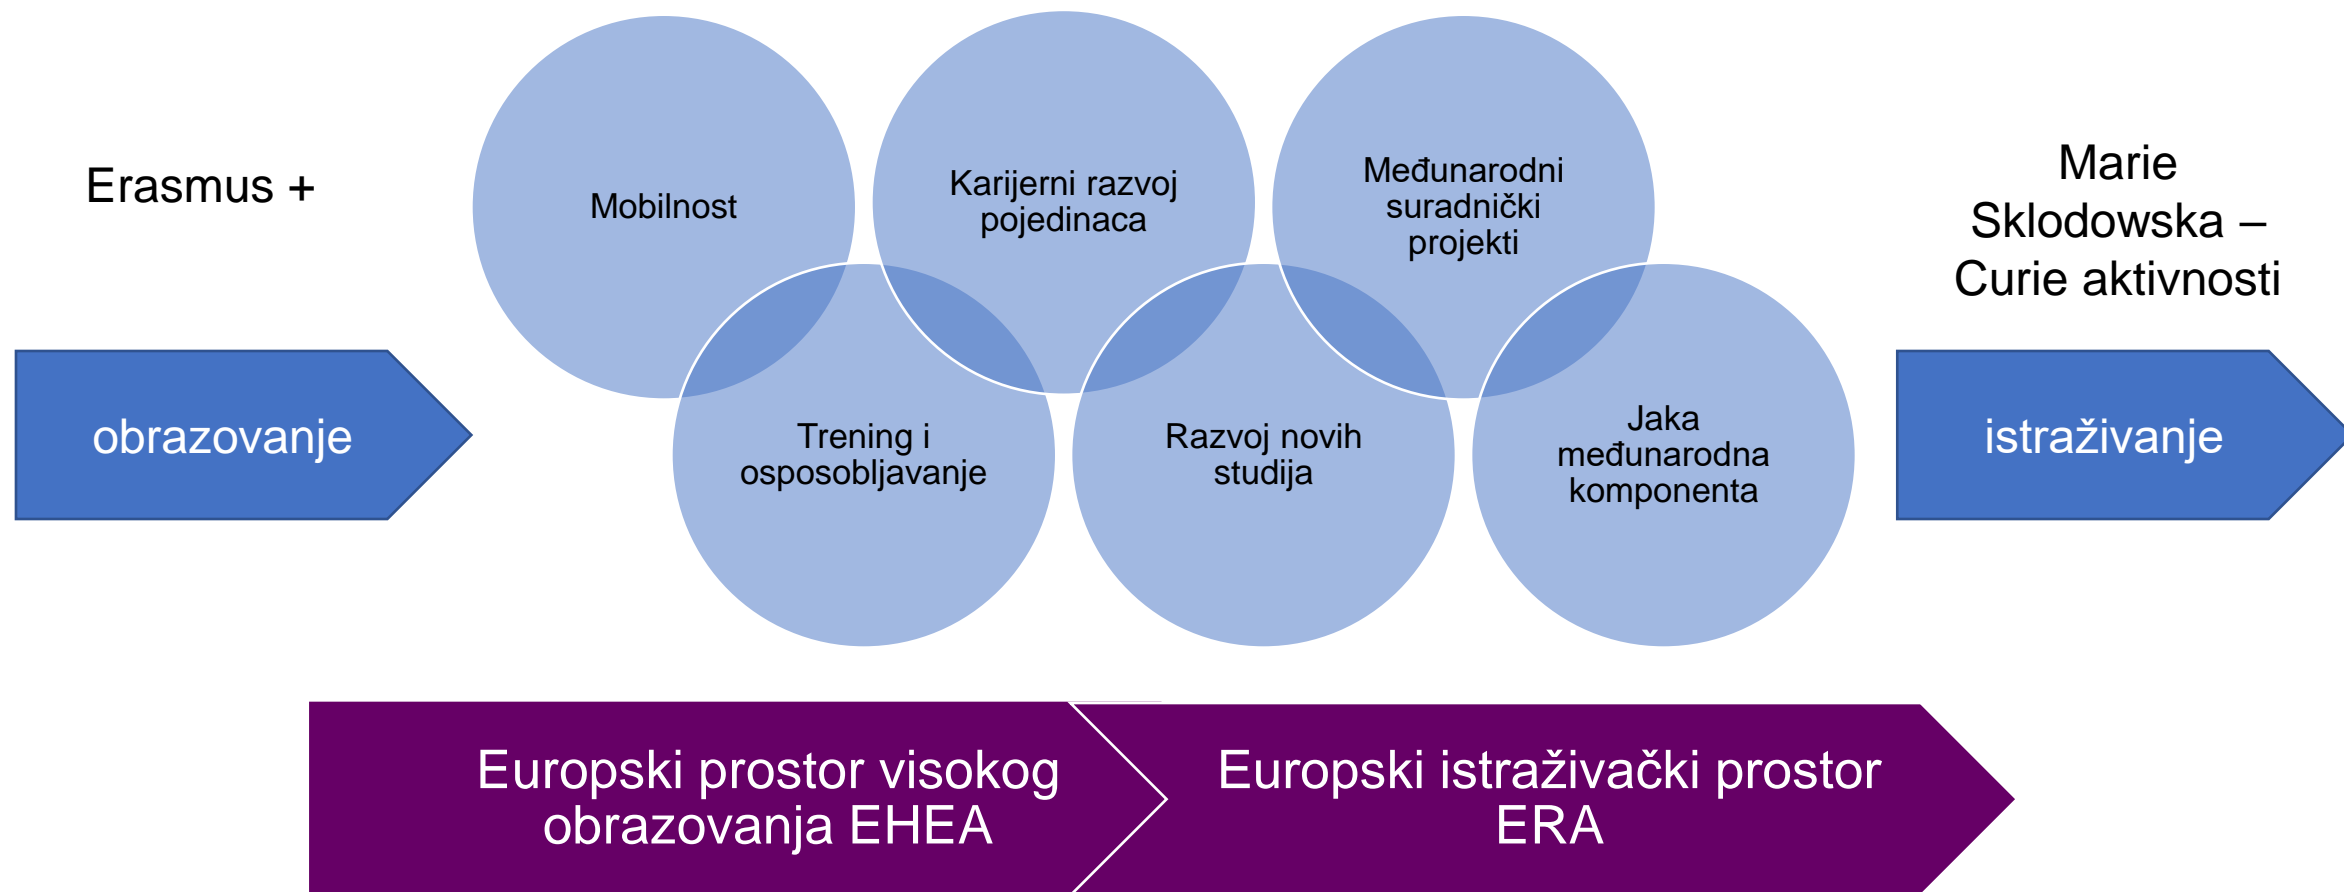 Erasmus +
obrazovanje
Mobilnost
Karijerni razvoj
pojedinaca
Međunarodni
suradnički
projekti
Trening i
osposobljavanje
Razvoj novih
studija
Jaka
međunarodna
komponenta
Marie
Sklodowska –
Curie aktivnosti
istraživanje
Europski prostor visokog
obrazovanja EHEA
Europski istraživački prostor
ERA